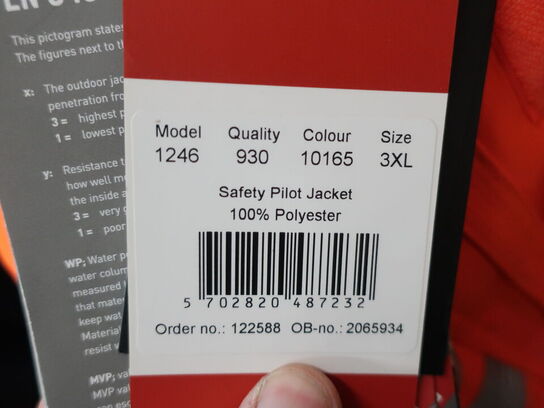 This pictogram states
The figures next to th
x: The outdoor jac
penetration fro
3 = highest p
1 = lowest p
y: Resistance t
how well m
the inside a
3 = very g
1 = poor
WP: Water p
water colum
measured
that mater
keep wat
Materia
resist w
MVP: va
MVP val
Model Quality Colour Size
1246 930 10165 3XL
Safety Pilot Jacket
100% Polyester
5 702820 487232
Order no.: 122588 OB-no.: 2065934